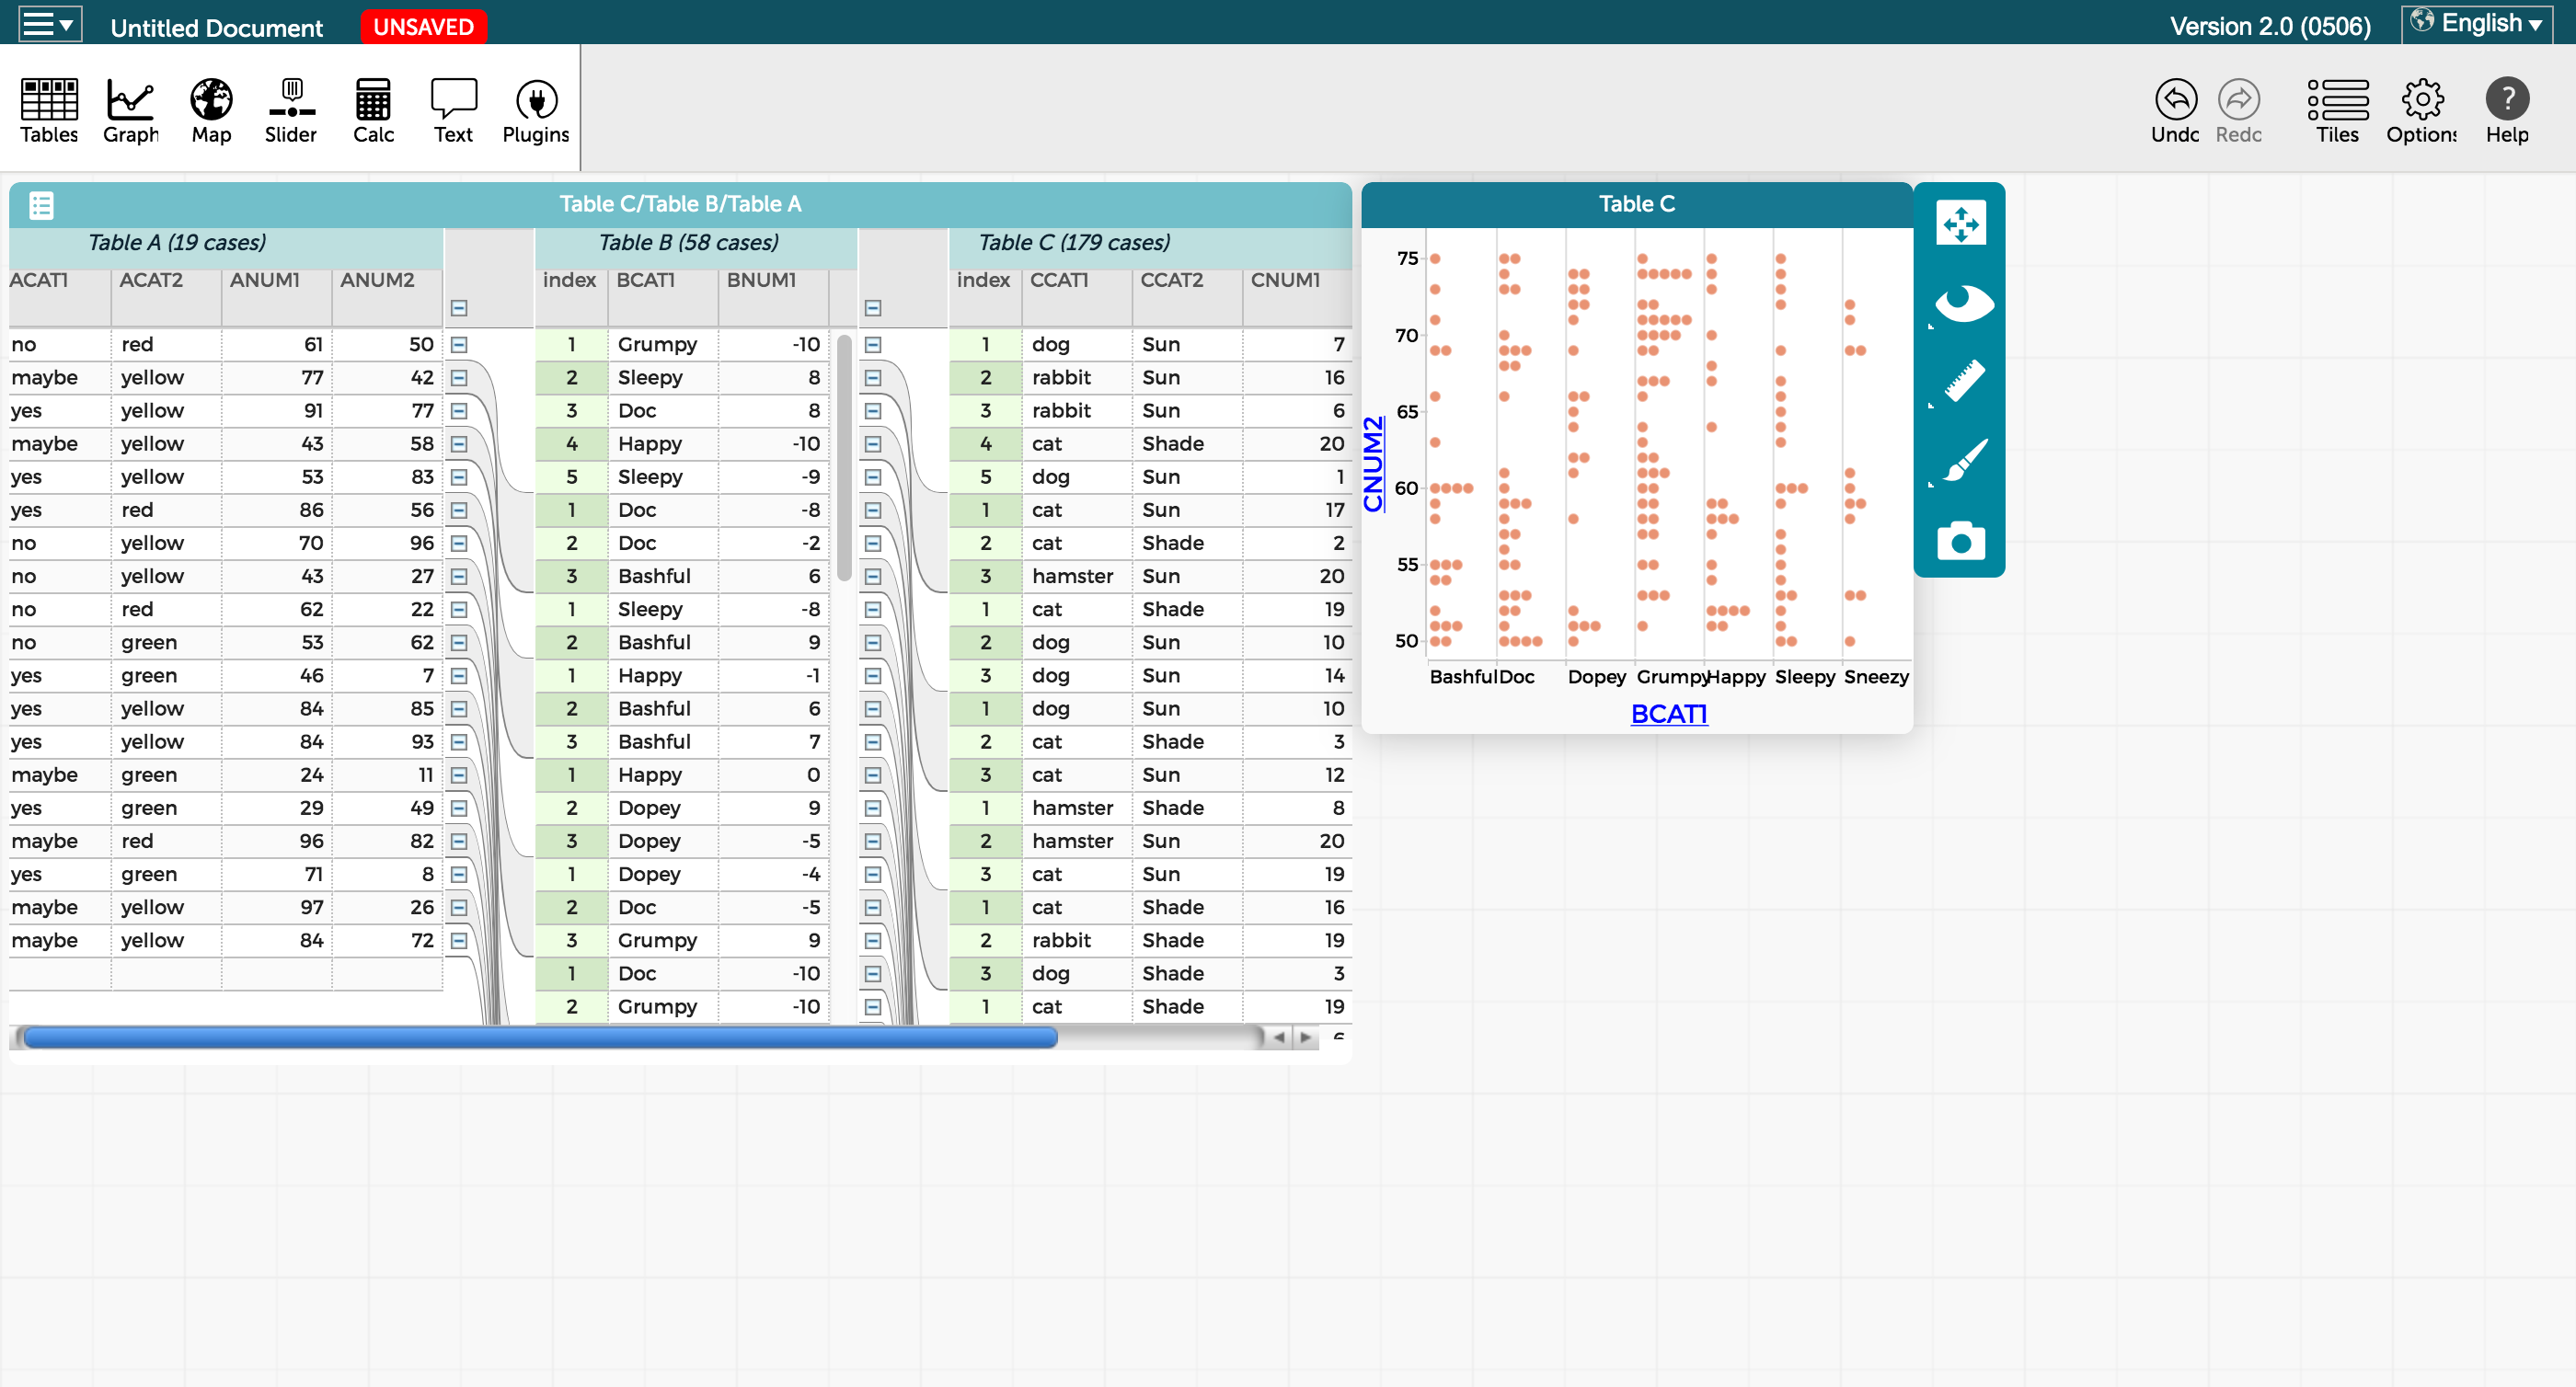 Untitled Document UNSAVED Version 2.0 (0506) English
Tables Graph Map Slider Calc Text Plugins Undo Redo Tiles Options Help
Table C/Table B/Table A
Table A (19 cases) Table B (58 cases) Table C (179 cases)
ACAT1 ACAT2 ANUM1 ANUM2 index BCAT1 BNUM1 index CCAT1 CCAT2 CNUM1
no red 61 50 1 Grumpy -10 1 dog Sun 7
maybe yellow 77 42 2 Sleepy 8 2 rabbit Sun 16
yes yellow 91 77 3 Doc 8 3 rabbit Sun 6
maybe yellow 43 58 4 Happy -10 4 cat Shade 20
yes yellow 53 83 5 Sleepy -9 5 dog Sun 1
yes red 86 56 1 Doc -8 1 cat Sun 17
no yellow 70 96 2 Doc -2 2 cat Shade 2
no yellow 43 27 3 Bashful 6 3 hamster Sun 20
no red 62 22 1 Sleepy -8 1 cat Shade 19
no green 53 62 2 Bashful 9 2 dog Sun 10
yes green 46 7 1 Happy -1 3 dog Sun 14
yes yellow 84 85 2 Bashful 6 1 dog Sun 10
yes yellow 84 93 3 Bashful 7 2 cat Shade 3
maybe green 24 11 1 Happy 0 3 cat Sun 12
yes green 29 49 2 Dopey 9 1 hamster Shade 8
maybe red 96 82 3 Dopey -5 2 hamster Sun 20
yes green 71 8 1 Dopey -4 3 cat Sun 19
maybe yellow 97 26 2 Doc -5 1 cat Shade 16
maybe yellow 84 72 3 Grumpy 9 2 rabbit Shade 19
1 Doc -10 3 dog Shade 3
2 Grumpy -10 1 cat Shade 19
Table C
CNUM2
75
70
65
60
55
50
Bashful Doc Dopey Grumpy Happy Sleepy Sneezy
BCAT1